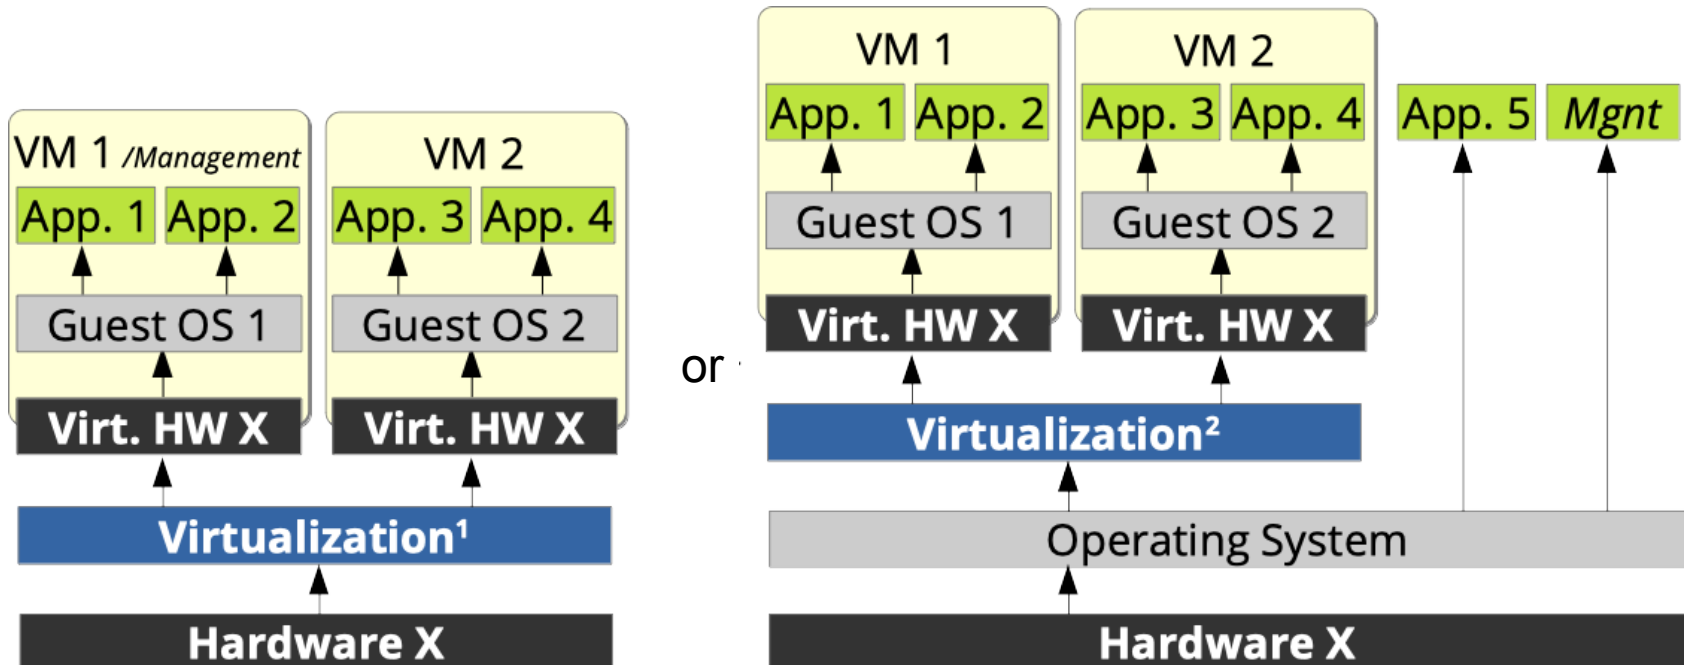 VM 1 /Management
App. 1 App. 2
Guest OS 1
Virt. HW X
VM 2
App. 3 App. 4
Guest OS 2
Virt. HW X
Virtualization¹
Hardware X
or
VM 1
App. 1 App. 2
Guest OS 1
Virt. HW X
VM 2
App. 3 App. 4
Guest OS 2
Virt. HW X
App. 5 Mgnt
Virtualization²
Operating System
Hardware X